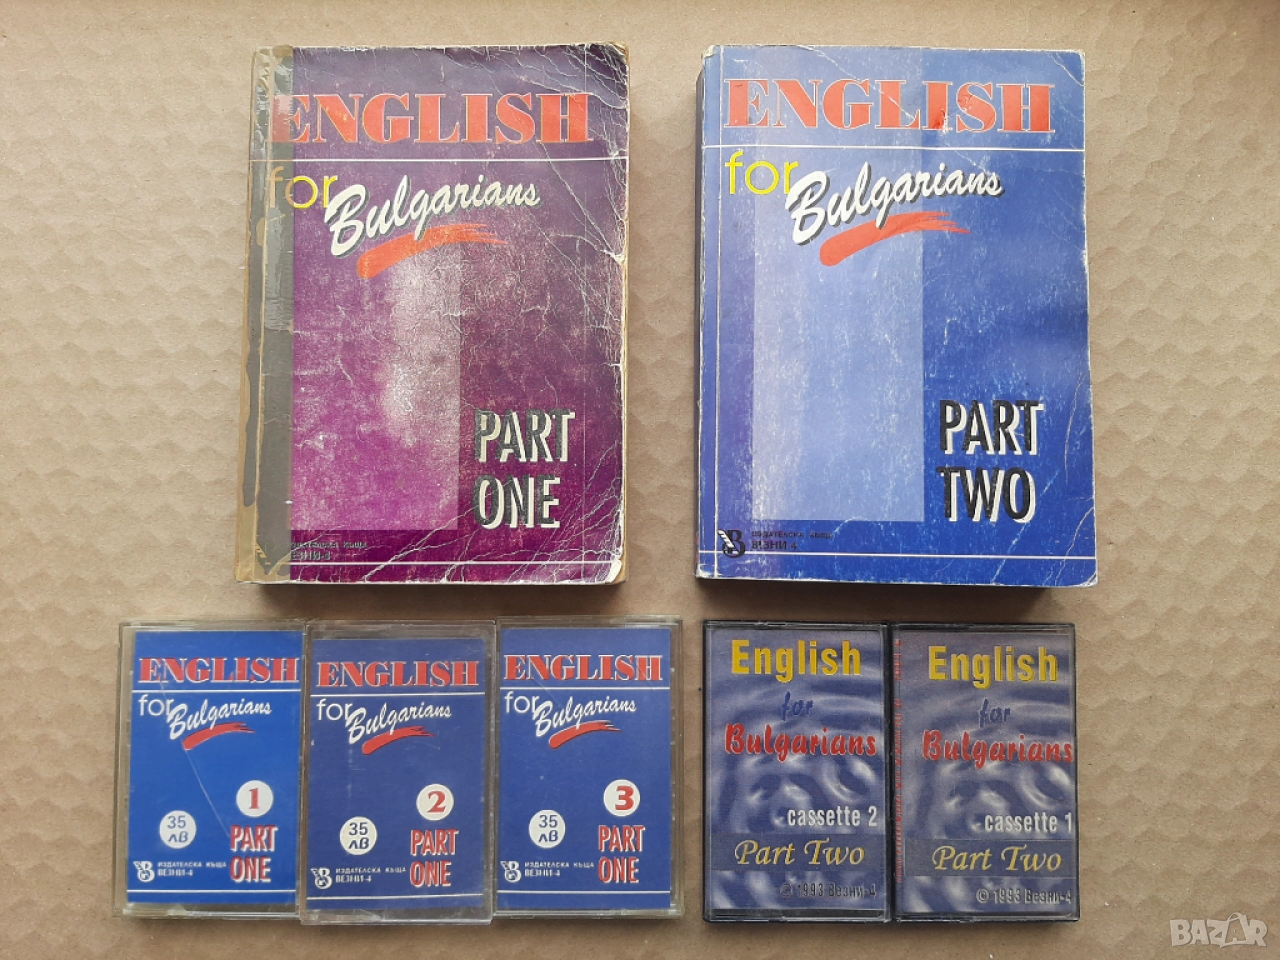 ENGLISH
for Bulgarians
PART
ONE
ENGLISH
for Bulgarians
PART
TWO
ИЗДАТЕЛСКА КЪЩА
ВЕЗНИ-4
ENGLISH
for Bulgarians
1
35
ЛВ
PART
ONE
ИЗДАТЕЛСКА КЪЩА
ВЕЗНИ-4
ENGLISH
for Bulgarians
2
35
ЛВ
PART
ONE
ИЗДАТЕЛСКА КЪЩА
ВЕЗНИ-4
ENGLISH
for Bulgarians
3
35
ЛВ
PART
ONE
ИЗДАТЕЛСКА КЪЩА
ВЕЗНИ-4
English
for
Bulgarians
cassette 2
Part Two
© 1993 Везни-4
English
for
Bulgarians
cassette 1
Part Two
© 1993 Везни-4
BAZAR